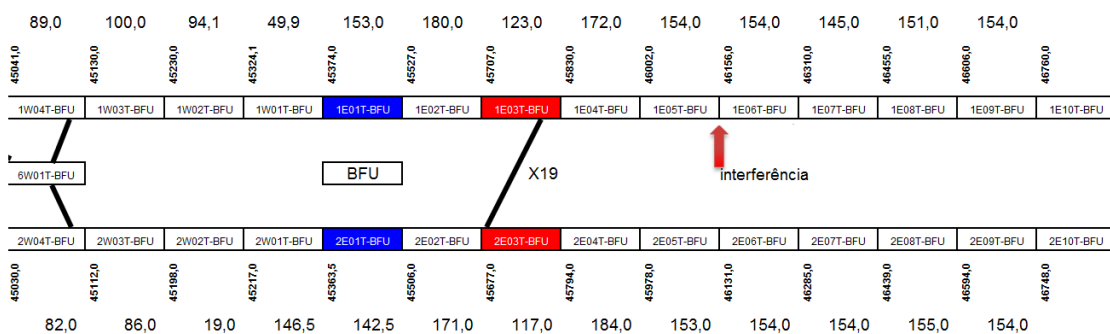 89,0 100,0 94,1 49,9 153,0 180,0 123,0 172,0 154,0 154,0 145,0 151,0 154,0
45041,0 45130,0 45230,0 45324,1 45374,0 45527,0 45707,0 45830,0 46002,0 46156,0 46310,0 46455,0 46606,0 46760,0
1W04T-BFU 1W03T-BFU 1W02T-BFU 1W01T-BFU 1E01T-BFU 1E02T-BFU 1E03T-BFU 1E04T-BFU 1E05T-BFU 1E06T-BFU 1E07T-BFU 1E08T-BFU 1E09T-BFU 1E10T-BFU
6W01T-BFU BFU X19 interferência
2W04T-BFU 2W03T-BFU 2W02T-BFU 2W01T-BFU 2E01T-BFU 2E02T-BFU 2E03T-BFU 2E04T-BFU 2E05T-BFU 2E06T-BFU 2E07T-BFU 2E08T-BFU 2E09T-BFU 2E10T-BFU
45030,0 45112,0 45198,0 45217,0 45363,5 45506,0 45677,0 45794,0 45978,0 46131,0 46285,0 46439,0 46594,0 46748,0
82,0 86,0 19,0 146,5 142,5 171,0 117,0 184,0 153,0 154,0 154,0 155,0 154,0